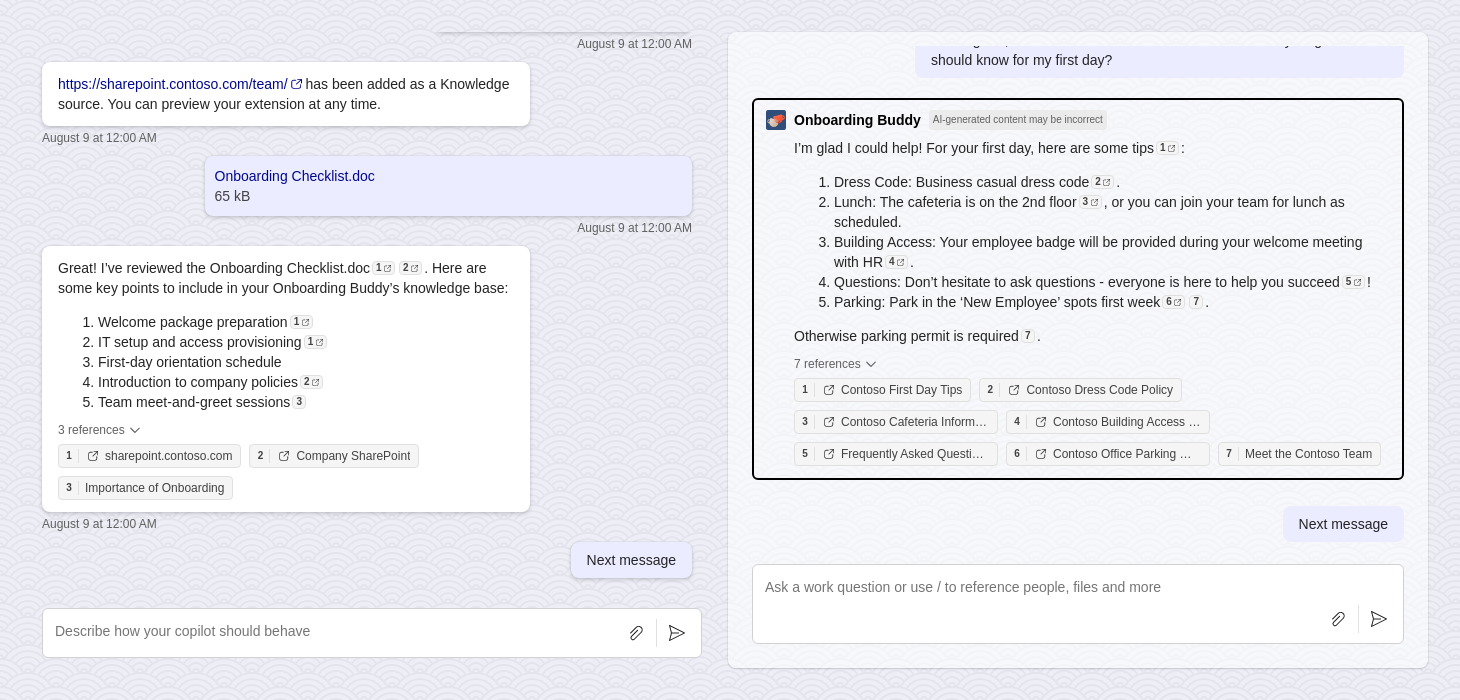 August 9 at 12:00 AM
https://sharepoint.contoso.com/team/ has been added as a Knowledge
source. You can preview your extension at any time.
August 9 at 12:00 AM
Onboarding Checklist.doc
65 kB
August 9 at 12:00 AM
Great! I’ve reviewed the Onboarding Checklist.doc 1 2 . Here are
some key points to include in your Onboarding Buddy’s knowledge base:
1. Welcome package preparation 1
2. IT setup and access provisioning 1
3. First-day orientation schedule
4. Introduction to company policies 2
5. Team meet-and-greet sessions 3
3 references
1 sharepoint.contoso.com 2 Company SharePoint
3 Importance of Onboarding
August 9 at 12:00 AM
Next message
Describe how your copilot should behave
should know for my first day?
Onboarding Buddy AI-generated content may be incorrect
I’m glad I could help! For your first day, here are some tips 1 :
1. Dress Code: Business casual dress code 2 .
2. Lunch: The cafeteria is on the 2nd floor 3 , or you can join your team for lunch as
scheduled.
3. Building Access: Your employee badge will be provided during your welcome meeting
with HR 4 .
4. Questions: Don’t hesitate to ask questions - everyone is here to help you succeed 5 !
5. Parking: Park in the ‘New Employee’ spots first week 6 7 .
Otherwise parking permit is required 7 .
7 references
1 Contoso First Day Tips 2 Contoso Dress Code Policy
3 Contoso Cafeteria Inform… 4 Contoso Building Access …
5 Frequently Asked Questi… 6 Contoso Office Parking … 7 Meet the Contoso Team
Next message
Ask a work question or use / to reference people, files and more